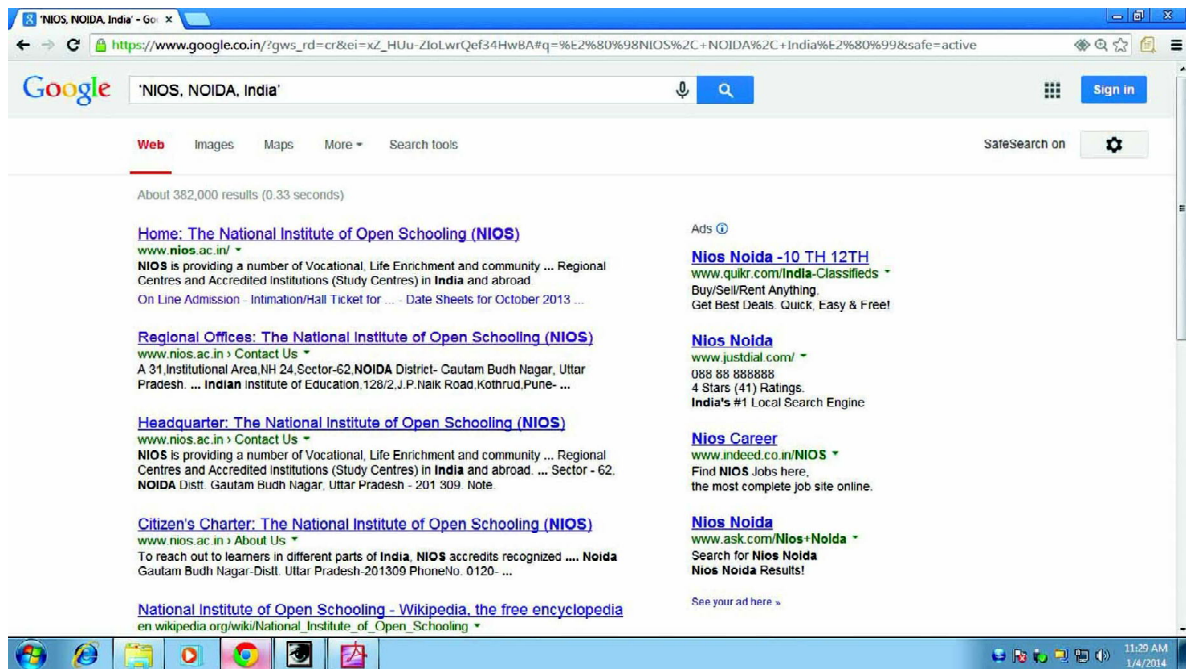 'NIOS, NOIDA, India' - Go
https://www.google.co.in/?gws_rd=cr&ei=xZ_HUu-ZIoLwrQef34HwBA#q=%E2%80%98NIOS%2C+NOIDA%2C+India%E2%80%99&safe=active
Google 'NIOS, NOIDA, India' Sign in
Web Images Maps More Search tools SafeSearch on
About 382,000 results (0.33 seconds)
Home: The National Institute of Open Schooling (NIOS)
www.nios.ac.in/
NIOS is providing a number of Vocational, Life Enrichment and community ... Regional
Centres and Accredited Institutions (Study Centres) in India and abroad
On Line Admission - Intimation/Hall Ticket for ... - Date Sheets for October 2013 ...
Regional Offices: The National Institute of Open Schooling (NIOS)
www.nios.ac.in › Contact Us
A 31,Institutional Area,NH 24,Sector-62,NOIDA District- Gautam Budh Nagar, Uttar
Pradesh. ... Indian Institute of Education,128/2,J.P.Naik Road,Kothrud,Pune- ...
Headquarter: The National Institute of Open Schooling (NIOS)
www.nios.ac.in › Contact Us
NIOS is providing a number of Vocational, Life Enrichment and community ... Regional
Centres and Accredited Institutions (Study Centres) in India and abroad. ... Sector - 62.
NOIDA Distt. Gautam Budh Nagar, Uttar Pradesh - 201 309. Note.
Citizen's Charter: The National Institute of Open Schooling (NIOS)
www.nios.ac.in › About Us
To reach out to learners in different parts of India, NIOS accredits recognized .... Noida
Gautam Budh Nagar-Distt. Uttar Pradesh-201309 PhoneNo. 0120- ...
National Institute of Open Schooling - Wikipedia, the free encyclopedia
en.wikipedia.org/wiki/National_Institute_of_Open_Schooling
Ads
Nios Noida -10 TH 12TH
www.quikr.com/India-Classifieds
Buy/Sell/Rent Anything.
Get Best Deals. Quick, Easy & Free!
Nios Noida
www.justdial.com/
088 88 888888
4 Stars (41) Ratings.
India's #1 Local Search Engine
Nios Career
www.indeed.co.in/NIOS
Find NIOS Jobs here,
the most complete job site online.
Nios Noida
www.ask.com/Nios+Noida
Search for Nios Noida
Nios Noida Results!
See your ad here »
11:29 AM
1/4/2014